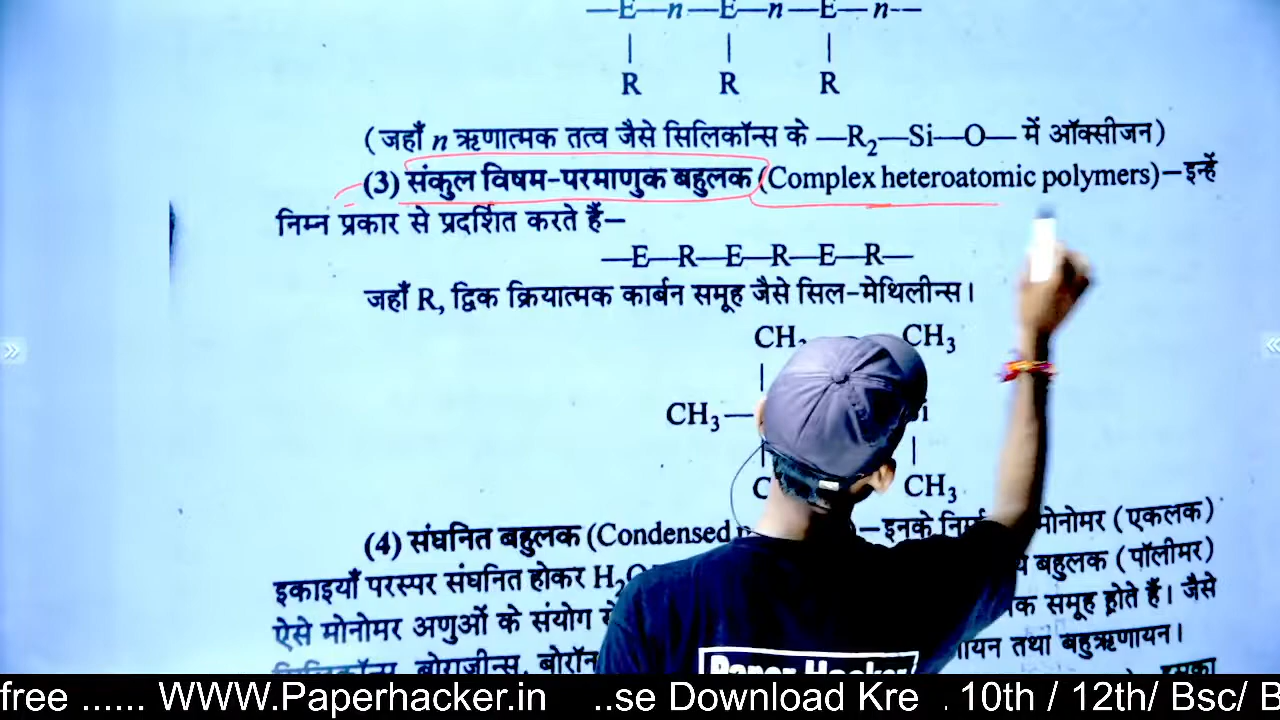 —E—n—E—n—E—n--
| | |
R R R
(जहाँ n ऋणात्मक तत्व जैसे सिलिकॉन्स के —R₂—Si—O— में ऑक्सीजन)
(3) संकुल विषम-परमाणुक बहुलक (Complex heteroatomic polymers)—इन्हें
निम्न प्रकार से प्रदर्शित करते हैं—
—E—R—E—R—E—R—
जहाँ R, द्विक क्रियात्मक कार्बन समूह जैसे सिल-मेथिलीन्स।
CH₃ CH₃
|
CH₃—
|
CH₃
(4) संघनित बहुलक (Condensed —इनके मोनोमर (एकलक)
इकाइयाँ परस्पर संघनित होकर बहुलक (पॉलीमर)
ऐसे मोनोमर अणुओं के संयोग समूह होते हैं। जैसे
बोराजीन्स, तथा बहुऋणायन।
Paper Hacker
free ...... WWW.Paperhacker.in ..se Download Kre . 10th / 12th/ Bsc/ B